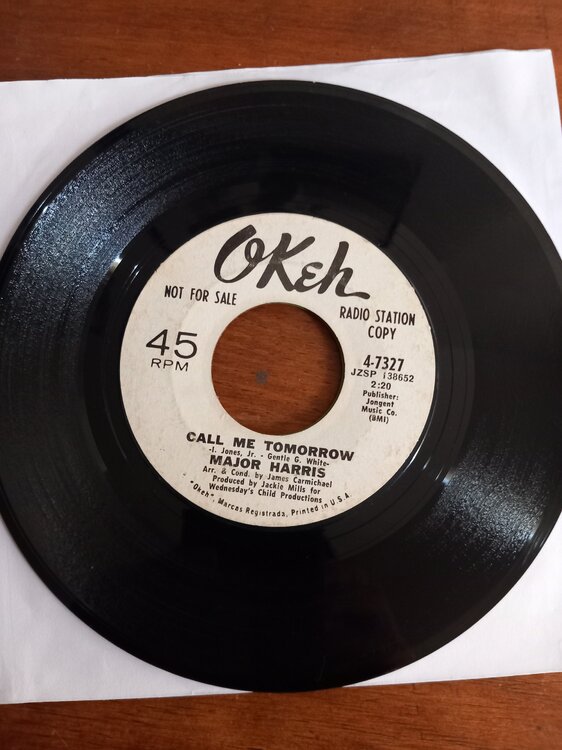 OKeh
NOT FOR SALE
RADIO STATION
COPY
45
RPM
4-7327
JZSP 138652
2:20
Publisher:
Jongent
Music Co.
(BMI)
CALL ME TOMORROW
-I. Jones, Jr. - Gentle G. White-
MAJOR HARRIS
Arr. & Cond. by James Carmichael
Produced by Jackie Mills for
Wednesday's Child Productions
"Okeh", Marcas Registrada, Printed in U.S.A.